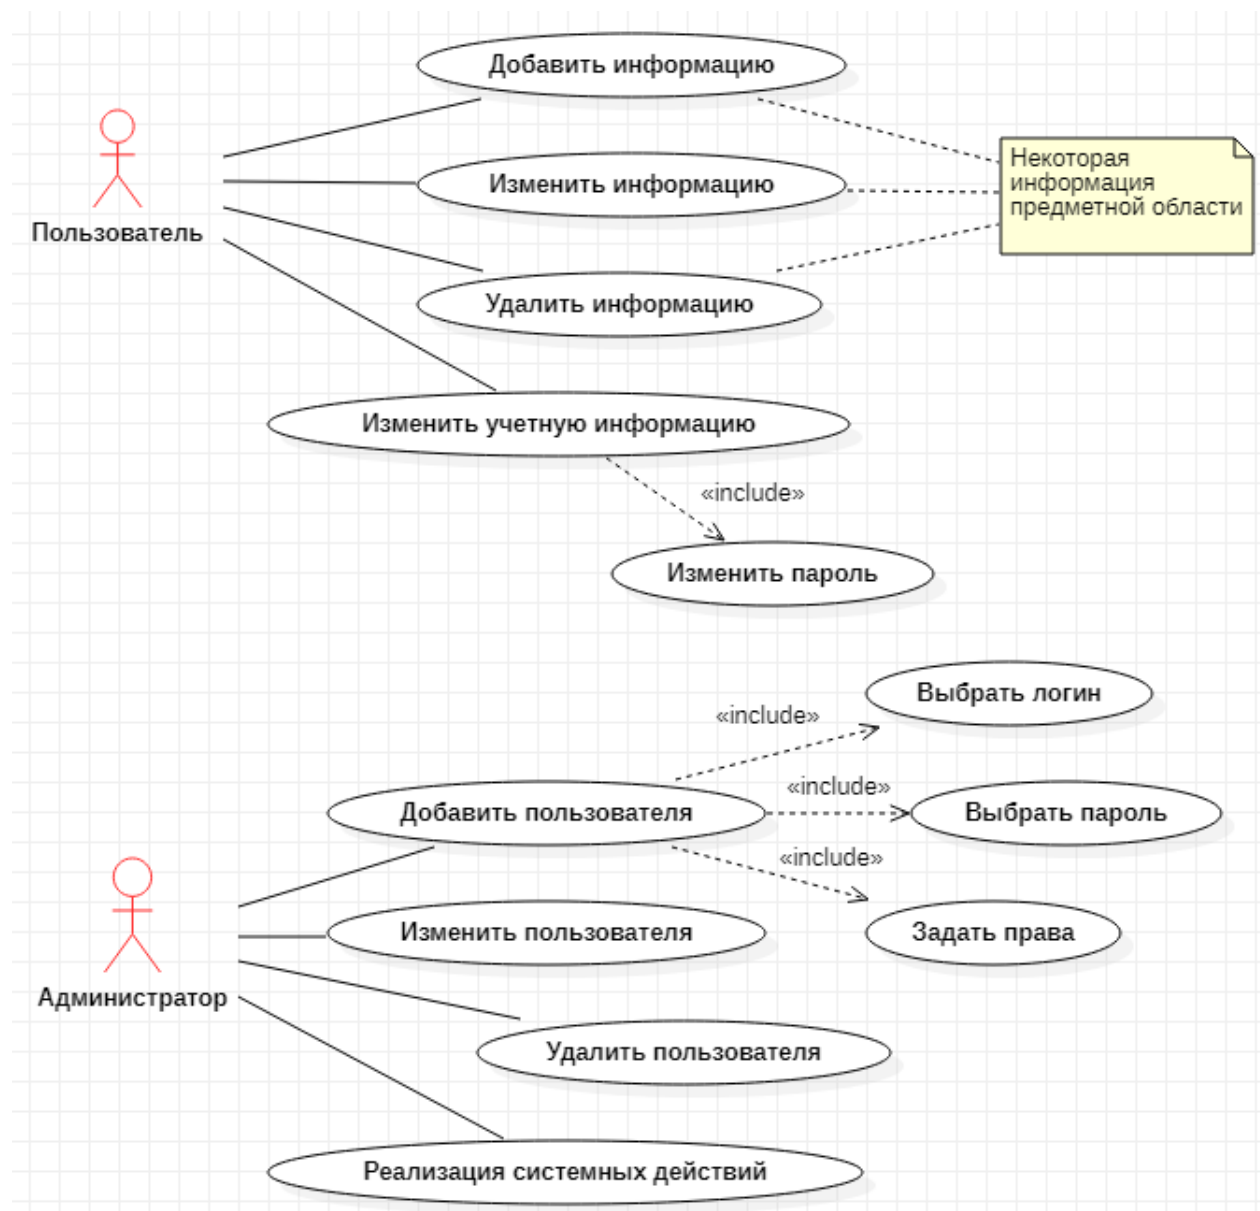 Добавить информацию
Некоторая
информация
предметной области
Изменить информацию
Пользователь
Удалить информацию
Изменить учетную информацию
«include»
Изменить пароль
Выбрать логин
«include»
«include»
Добавить пользователя
Выбрать пароль
«include»
Изменить пользователя
Задать права
Администратор
Удалить пользователя
Реализация системных действий